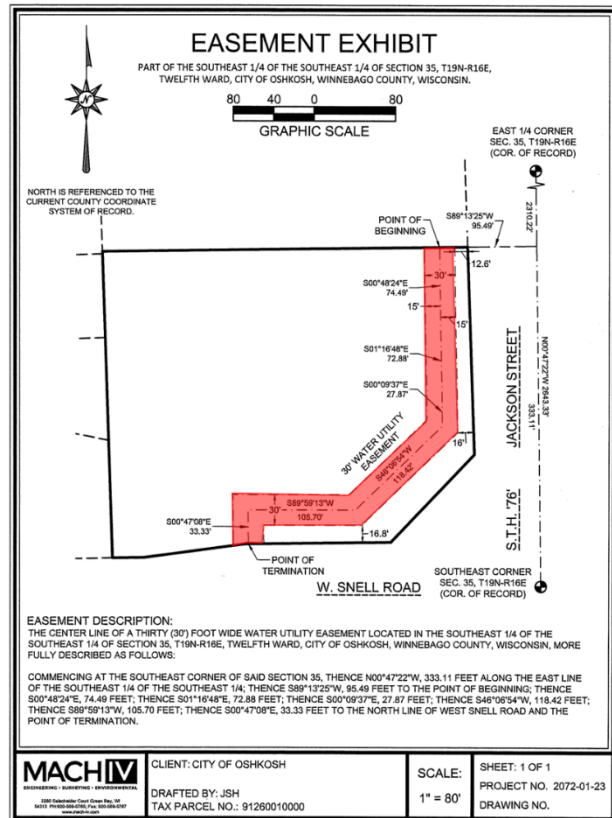 EASEMENT EXHIBIT
PART OF THE SOUTHEAST 1/4 OF THE SOUTHEAST 1/4 OF SECTION 35, T19N-R16E,
TWELFTH WARD, CITY OF OSHKOSH, WINNEBAGO COUNTY, WISCONSIN.
N
80 40 0 80
GRAPHIC SCALE
EAST 1/4 CORNER
SEC. 35, T19N-R16E
(COR. OF RECORD)
NORTH IS REFERENCED TO THE
CURRENT COUNTY COORDINATE
SYSTEM OF RECORD.
2310.22'
POINT OF
BEGINNING
S89°13'25"W
95.49'
12.6'
30'
S00°48'24"E
74.49'
15'
15'
S01°16'48"E
72.88'
S00°09'37"E
27.87'
JACKSON STREET
N00°47'22"W 2643.33'
333.11'
30' WATER UTILITY
EASEMENT
S46°06'54"W
118.42'
16'
S89°59'13"W
30'
105.70'
S00°47'08"E
33.33'
16.8'
S.T.H. '76'
POINT OF
TERMINATION
W. SNELL ROAD
SOUTHEAST CORNER
SEC. 35, T19N-R16E
(COR. OF RECORD)
EASEMENT DESCRIPTION:
THE CENTER LINE OF A THIRTY (30') FOOT WIDE WATER UTILITY EASEMENT LOCATED IN THE SOUTHEAST 1/4 OF THE
SOUTHEAST 1/4 OF SECTION 35, T19N-R16E, TWELFTH WARD, CITY OF OSHKOSH, WINNEBAGO COUNTY, WISCONSIN, MORE
FULLY DESCRIBED AS FOLLOWS:
COMMENCING AT THE SOUTHEAST CORNER OF SAID SECTION 35, THENCE N00°47'22"W, 333.11 FEET ALONG THE EAST LINE
OF THE SOUTHEAST 1/4 OF THE SOUTHEAST 1/4; THENCE S89°13'25"W, 95.49 FEET TO THE POINT OF BEGINNING; THENCE
S00°48'24"E, 74.49 FEET; THENCE S01°16'48"E, 72.88 FEET; THENCE S00°09'37"E, 27.87 FEET; THENCE S46°06'54"W, 118.42 FEET;
THENCE S89°59'13"W, 105.70 FEET; THENCE S00°47'08"E, 33.33 FEET TO THE NORTH LINE OF WEST SNELL ROAD AND THE
POINT OF TERMINATION.
MACH IV
ENGINEERING · SURVEYING · ENVIRONMENTAL
www.mach-iv.com
CLIENT: CITY OF OSHKOSH
DRAFTED BY: JSH
TAX PARCEL NO.: 91260010000
SCALE:
1" = 80'
SHEET: 1 OF 1
PROJECT NO. 2072-01-23
DRAWING NO.